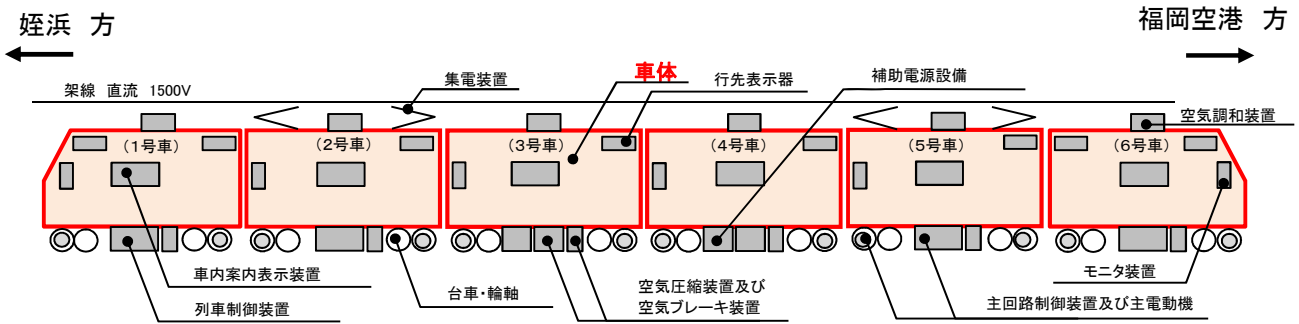 姪浜 方
福岡空港 方
架線 直流 1500V
集電装置
車体
行先表示器
補助電源設備
空気調和装置
(1号車)
(2号車)
(3号車)
(4号車)
(5号車)
(6号車)
車内案内表示装置
列車制御装置
台車・輪軸
空気圧縮装置及び
空気ブレーキ装置
モニタ装置
主回路制御装置及び主電動機